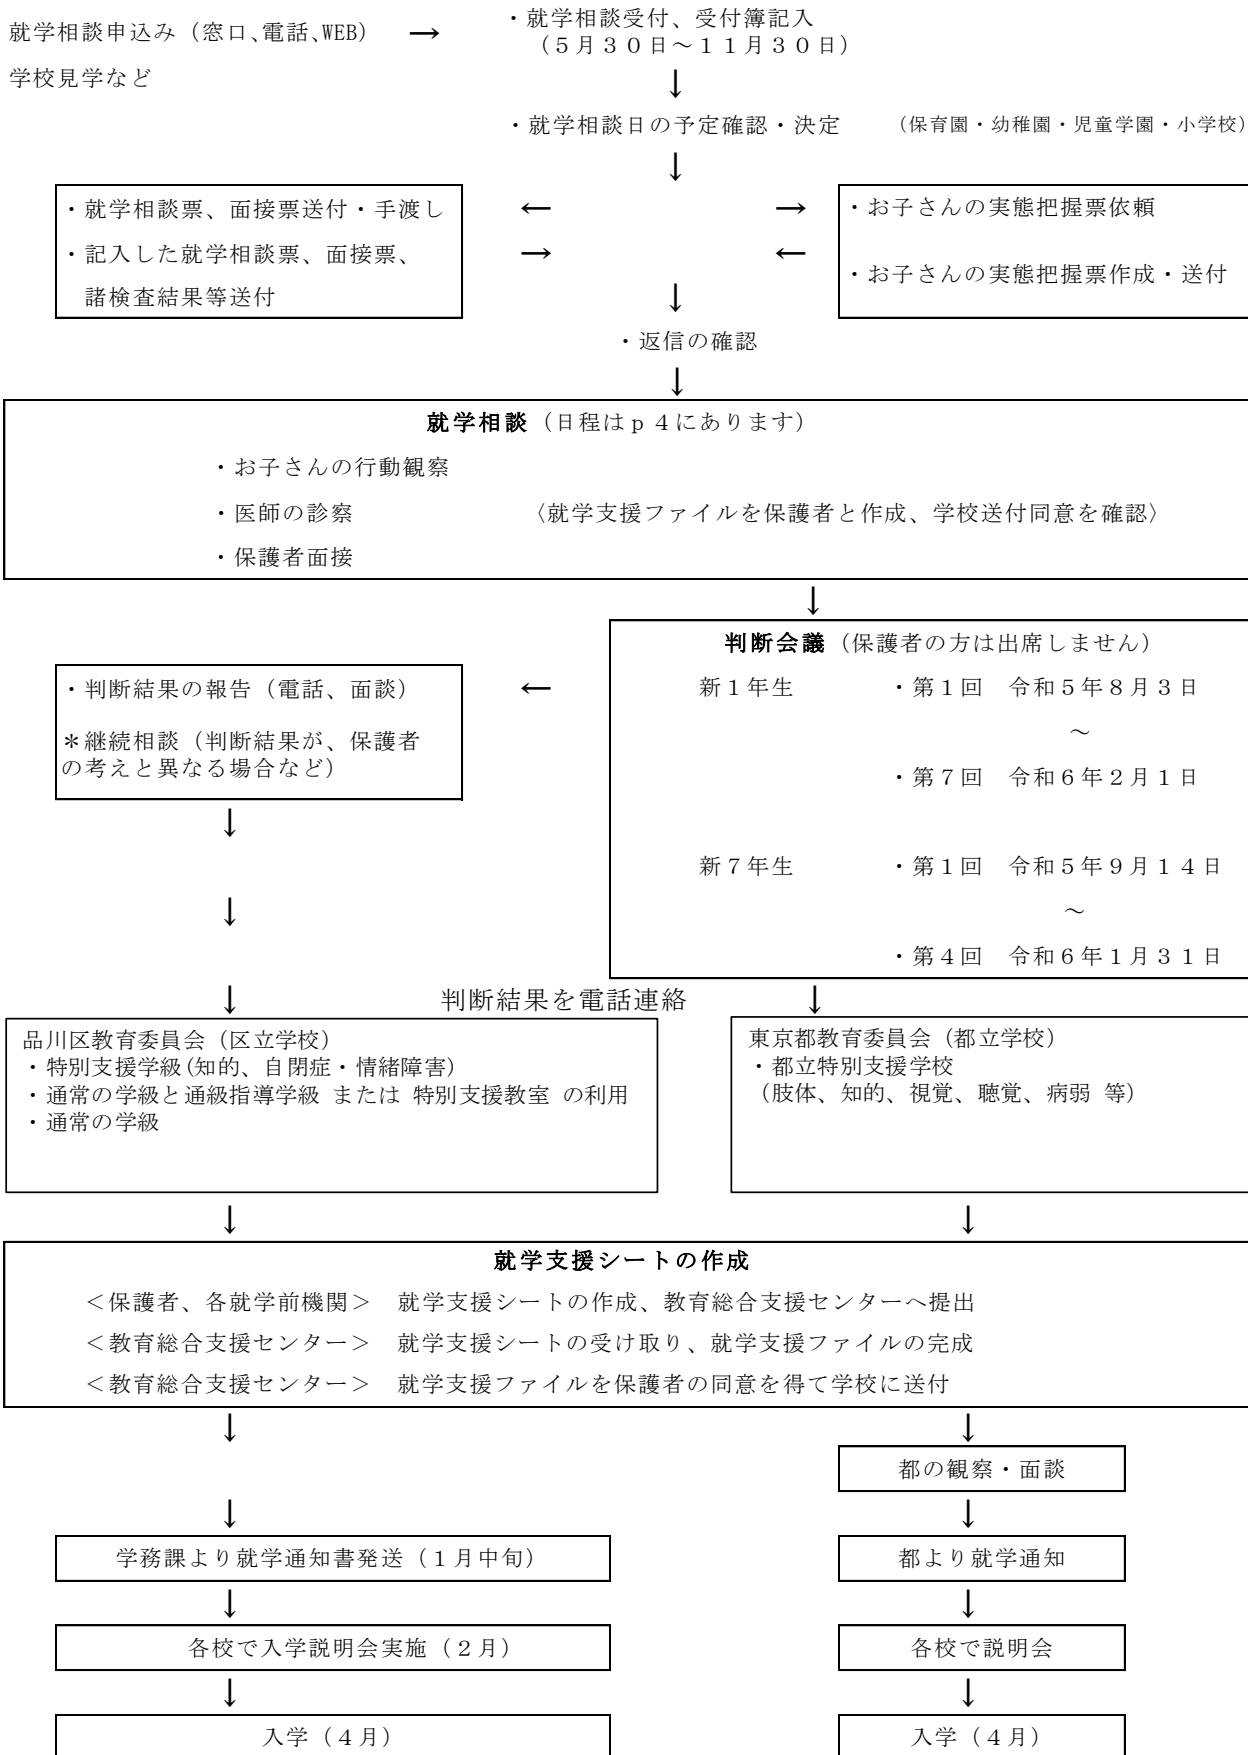 就学相談申込み（窓口、電話、WEB） → ・就学相談受付、受付簿記入
（５月３０日～１１月３０日）
学校見学など
↓
・就学相談日の予定確認・決定 （保育園・幼稚園・児童学園・小学校）
↓
・就学相談票、面接票送付・手渡し ← → ・お子さんの実態把握票依頼
・記入した就学相談票、面接票、 → ←
諸検査結果等送付
・お子さんの実態把握票作成・送付
↓
・返信の確認
↓
就学相談（日程はｐ４にあります）
・お子さんの行動観察
・医師の診察 〈就学支援ファイルを保護者と作成、学校送付同意を確認〉
・保護者面接
↓
判断会議（保護者の方は出席しません）
・判断結果の報告（電話、面談） ← 新１年生 ・第１回 令和５年８月３日
＊継続相談（判断結果が、保護者
の考えと異なる場合など）
～
・第７回 令和６年２月１日
↓
新７年生 ・第１回 令和５年９月１４日
↓ ～
・第４回 令和６年１月３１日
↓ 判断結果を電話連絡 ↓
品川区教育委員会（区立学校）
・特別支援学級(知的、自閉症・情緒障害)
・通常の学級と通級指導学級 または 特別支援教室 の利用
・通常の学級
東京都教育委員会（都立学校）
・都立特別支援学校
（肢体、知的、視覚、聴覚、病弱 等）
↓ ↓
就学支援シートの作成
＜保護者、各就学前機関＞ 就学支援シートの作成、教育総合支援センターへ提出
＜教育総合支援センター＞ 就学支援シートの受け取り、就学支援ファイルの完成
＜教育総合支援センター＞ 就学支援ファイルを保護者の同意を得て学校に送付
↓ ↓
都の観察・面談
↓ ↓
学務課より就学通知書発送（１月中旬） 都より就学通知
↓ ↓
各校で入学説明会実施（２月） 各校で説明会
↓ ↓
入学（４月） 入学（４月）